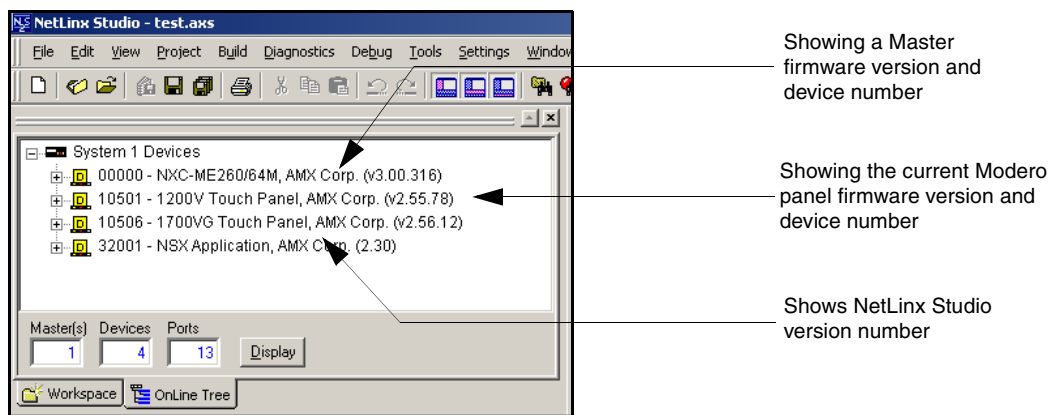 NetLinx Studio - test.axs
File Edit View Project Build Diagnostics Debug Tools Settings Window
System 1 Devices
00000 - NXC-ME260/64M, AMX Corp. (v3.00.316)
10501 - 1200V Touch Panel, AMX Corp. (v2.55.78)
10506 - 1700VG Touch Panel, AMX Corp. (v2.56.12)
32001 - NSX Application, AMX Corp. (2.30)
Master(s) Devices Ports
1 4 13 Display
Workspace OnLine Tree
Showing a Master
firmware version and
device number
Showing the current Modero
panel firmware version and
device number
Shows NetLinx Studio
version number